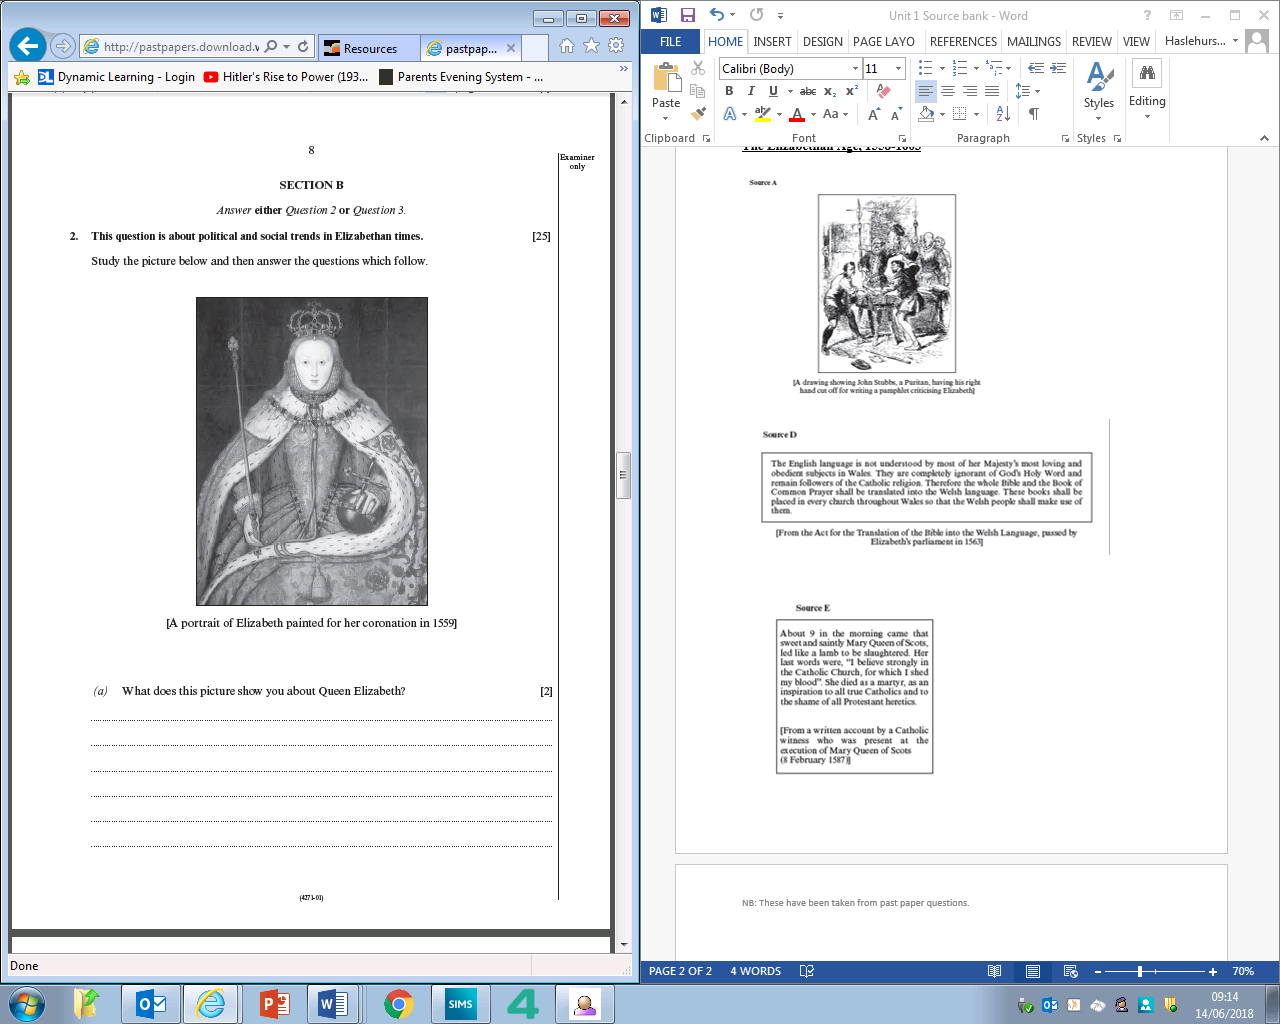 http://pastpapers.download.w
Resources
pastpap...
Dynamic Learning - Login
Hitler's Rise to Power (193...
Parents Evening System - ...
8
Examiner
only
SECTION B
Answer either Question 2 or Question 3.
2. This question is about political and social trends in Elizabethan times. [25]
Study the picture below and then answer the questions which follow.
[A portrait of Elizabeth painted for her coronation in 1559]
(a) What does this picture show you about Queen Elizabeth? [2]
(4271-01)
Done
Unit 1 Source bank - Word
FILE HOME INSERT DESIGN PAGE LAYO REFERENCES MAILINGS REVIEW VIEW Haslehurs...
Calibri (Body) 11
Paste
Styles
Editing
Clipboard Font Paragraph Styles
The Elizabethan Age, 1558-1603
Source A
[A drawing showing John Stubbs, a Puritan, having his right
hand cut off for writing a pamphlet criticising Elizabeth]
Source D
The English language is not understood by most of her Majesty's most loving and
obedient subjects in Wales. They are completely ignorant of God's Holy Word and
remain followers of the Catholic religion. Therefore the whole Bible and the Book of
Common Prayer shall be translated into the Welsh language. These books shall be
placed in every church throughout Wales so that the Welsh people shall make use of
them.
[From the Act for the Translation of the Bible into the Welsh Language, passed by
Elizabeth's parliament in 1563]
Source E
About 9 in the morning came that
sweet and saintly Mary Queen of Scots,
led like a lamb to be slaughtered. Her
last words were, “I believe strongly in
the Catholic Church, for which I shed
my blood”. She died as a martyr, as an
inspiration to all true Catholics and to
the shame of all Protestant heretics.
[From a written account by a Catholic
witness who was present at the
execution of Mary Queen of Scots
(8 February 1587)]
NB: These have been taken from past paper questions.
PAGE 2 OF 2 4 WORDS 70%
SIMS
09:14
14/06/2018